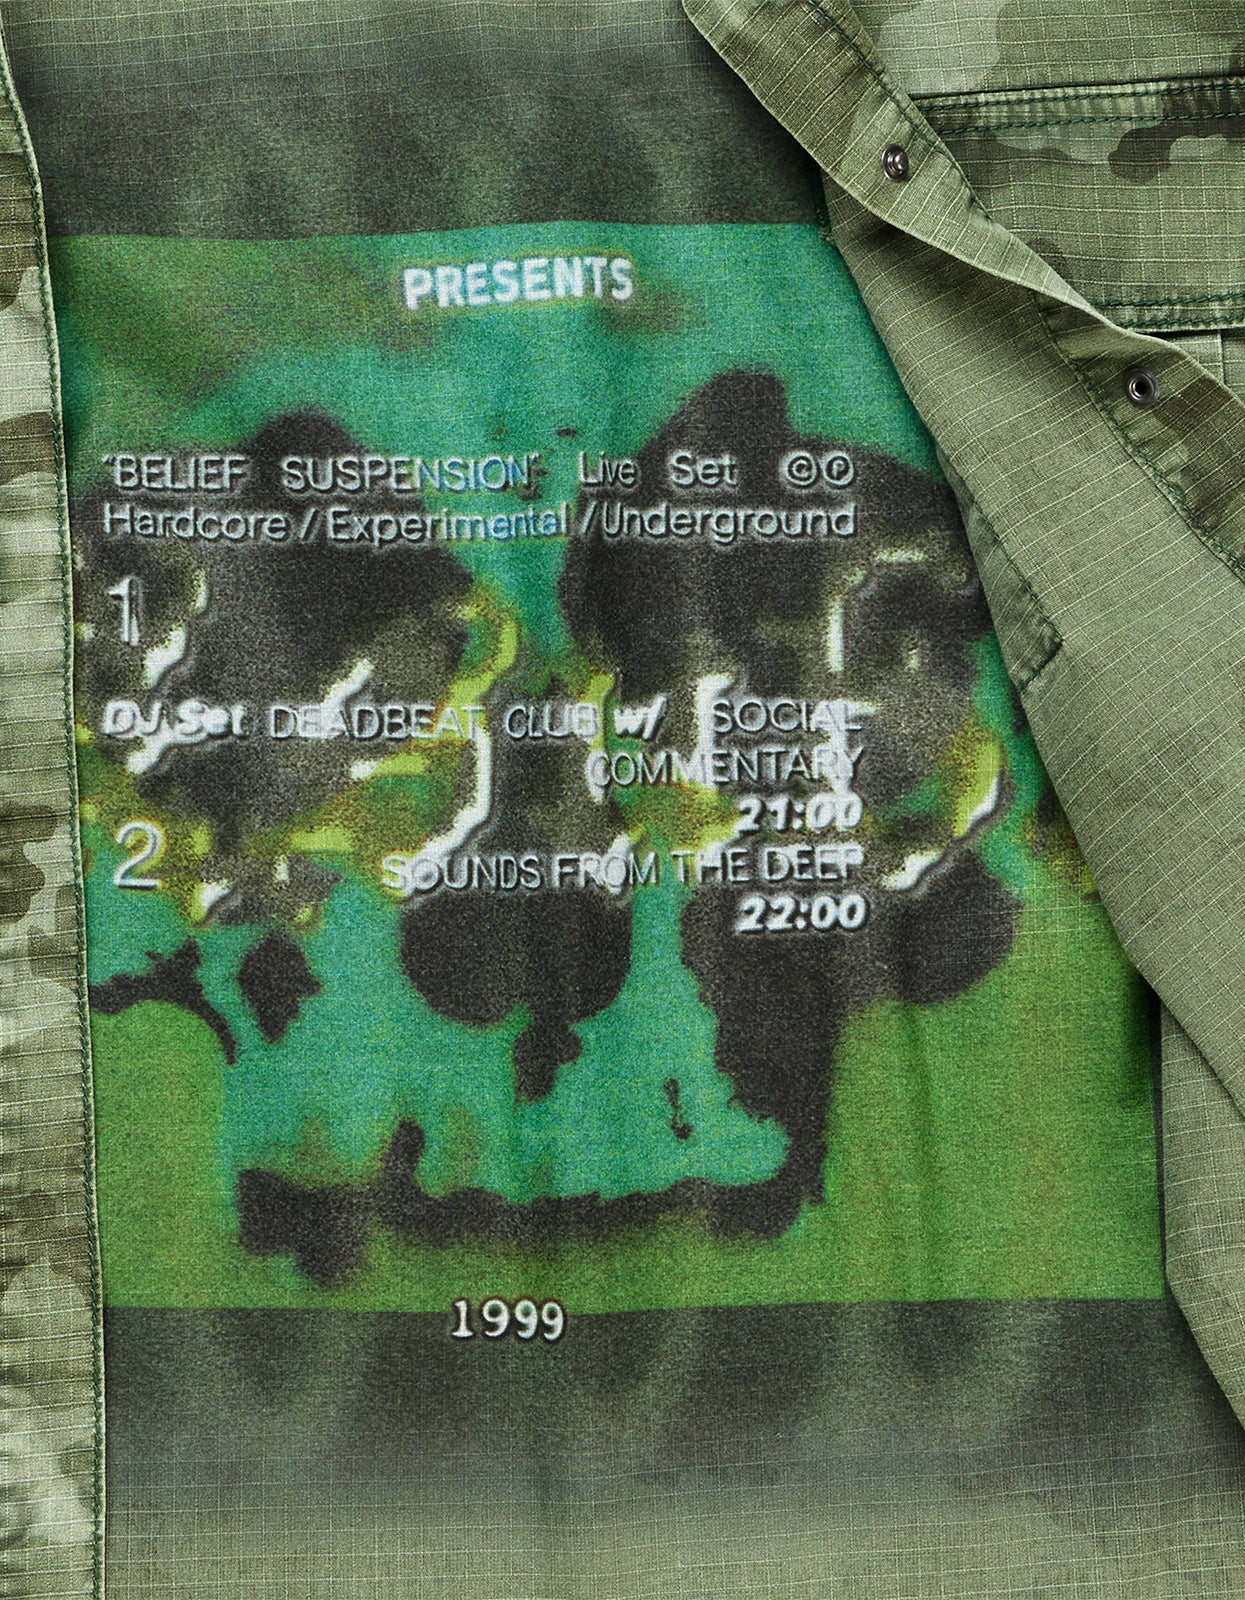 PRESENTS
"BELIEF SUSPENSION" Live Set ©℗
Hardcore/Experimental/Underground
1
DJ Set DEADBEAT CLUB w/ SOCIAL
COMMENTARY
21:00
2 SOUNDS FROM THE DEEP
22:00
1999